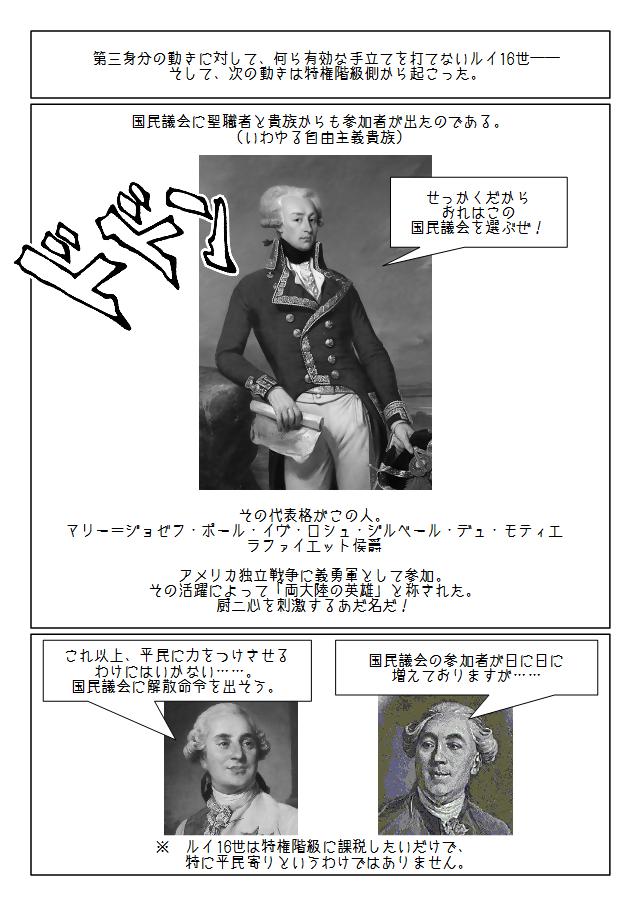 第三身分の動きに対して、何ら有効な手立てを打てないルイ16世――
そして、次の動きは特権階級側から起こった。
国民議会に聖職者と貴族からも参加者が出たのである。
（いわゆる自由主義貴族）
ドドン
せっかくだから
おれはこの
国民議会を選ぶぜ！
その代表格がこの人。
マリー＝ジョゼフ・ポール・イヴ・ロシュ・ジルベール・デュ・モティエ
ラファイエット侯爵
アメリカ独立戦争に義勇軍として参加。
その活躍によって「両大陸の英雄」と称された。
厨二心を刺激するあだ名だ！
これ以上、平民に力をつけさせる
わけにはいかない……。
国民議会に解散命令を出そう。
国民議会の参加者が日に日に
増えておりますが……
※　ルイ16世は特権階級に課税したいだけで、
特に平民寄りというわけではありません。